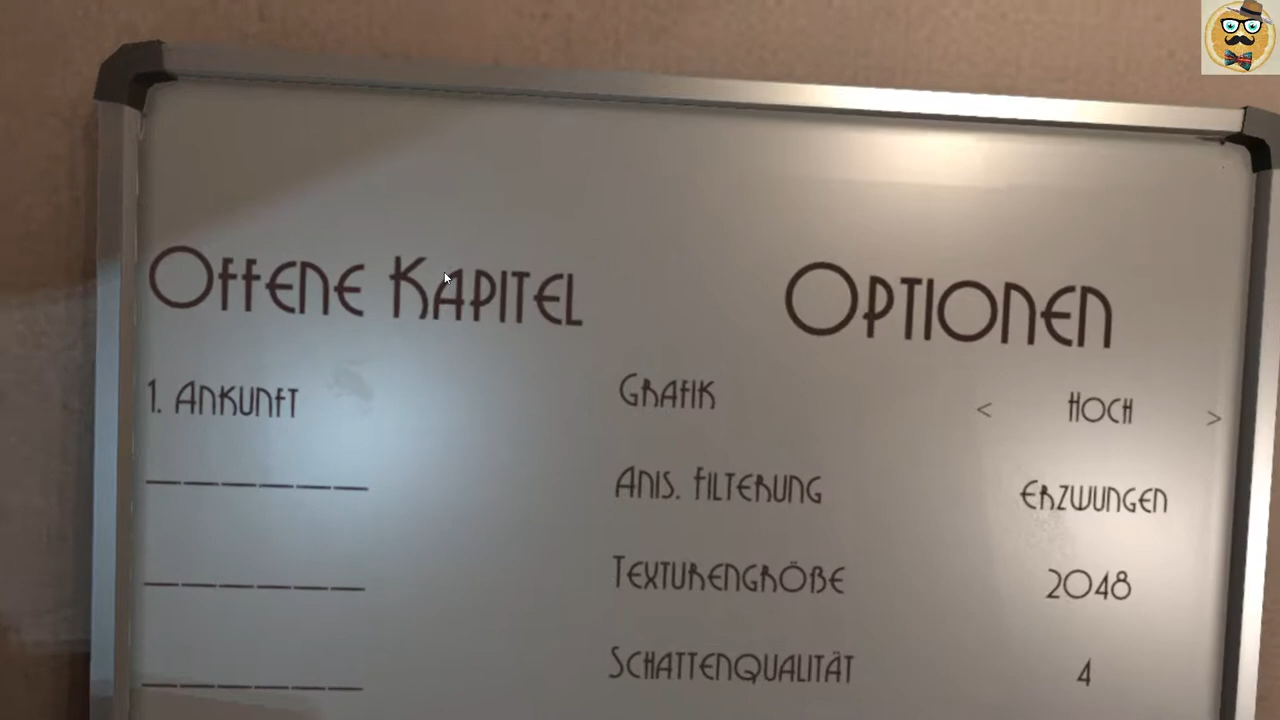 Offene Kapitel
1. Ankunft
_ _ _ _ _ _
_ _ _ _ _ _
_ _ _ _ _ _
Optionen
Grafik < Hoch >
Anis. Filterung Erzwungen
Texturengröße 2048
Schattenqualität 4